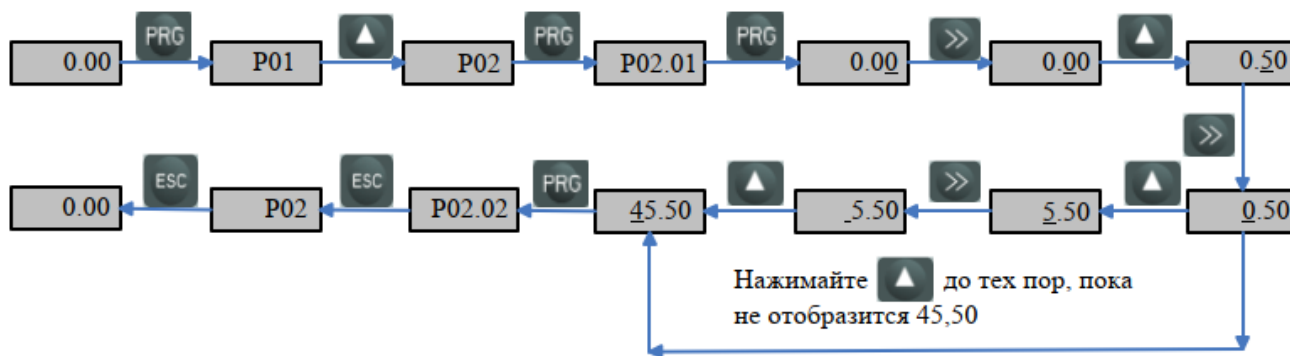 PRG PRG PRG >> 
0.00 P01 P02 P02.01 0.00 0.00 0.50
>>
ESC ESC PRG >>
0.00 P02 P02.02 45.50 5.50 5.50 0.50
Нажимайте до тех пор, пока
не отобразится 45,50